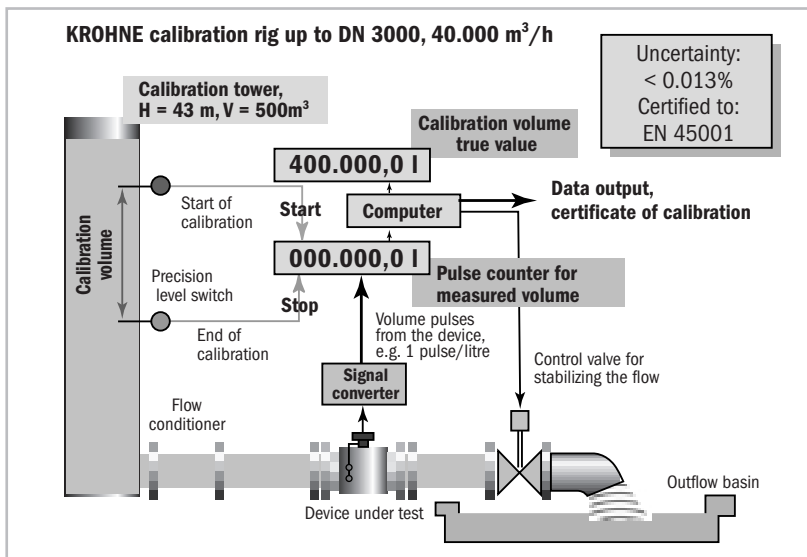 KROHNE calibration rig up to DN 3000, 40.000 m³/h
Uncertainty:
< 0.013%
Certified to:
EN 45001
Calibration tower,
H = 43 m, V = 500m³
Calibration volume
true value
400.000,0 l
Data output,
certificate of calibration
Computer
Start of
calibration
Start
000.000,0 l
Calibration
volume
Precision
level switch
Stop
Pulse counter for
measured volume
End of
calibration
Volume pulses
from the device,
e.g. 1 pulse/litre
Control valve for
stabilizing the flow
Signal
converter
Flow
conditioner
Device under test
Outflow basin